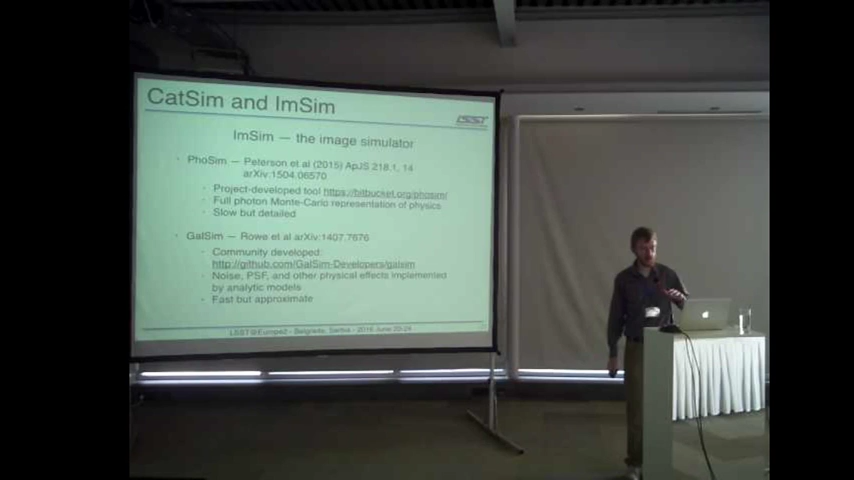 CatSim and ImSim
LSST
ImSim — the image simulator
· PhoSim — Peterson et al (2015) ApJS 218.1, 14
arXiv:1504.06570
· Project-developed tool https://bitbucket.org/phosim/
· Full photon Monte-Carlo representation of physics
· Slow but detailed
· GalSim — Rowe et al arXiv:1407.7676
· Community developed:
http://github.com/GalSim-Developers/galsim
· Noise, PSF, and other physical effects implemented
by analytic models
· Fast but approximate
LSST@Europe2 - Belgrade, Serbia - 2016 June 20-24